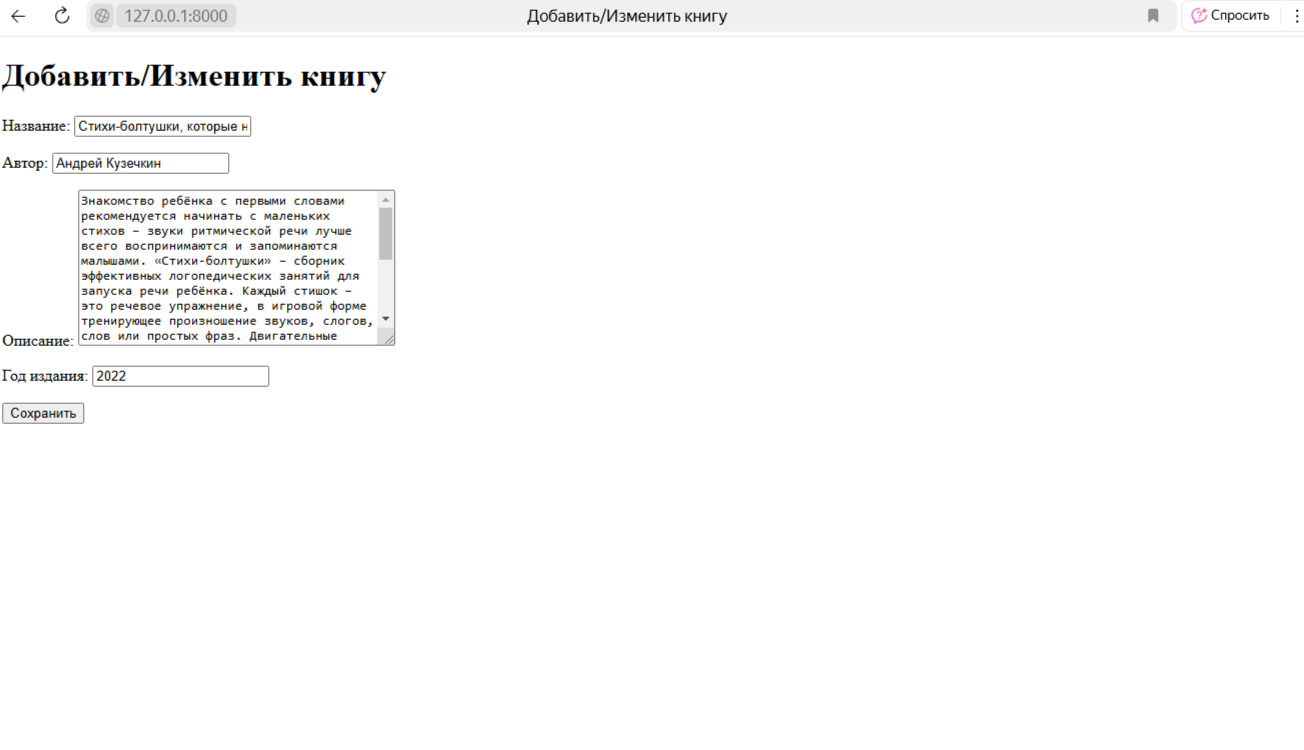 127.0.0.1:8000
Добавить/Изменить книгу
Спросить
Добавить/Изменить книгу
Название: Стихи-болтушки, которые н
Автор: Андрей Кузечкин
Знакомство ребёнка с первыми словами
рекомендуется начинать с маленьких
стихов – звуки ритмической речи лучше
всего воспринимаются и запоминаются
малышами. «Стихи-болтушки» – сборник
эффективных логопедических занятий для
запуска речи ребёнка. Каждый стишок –
это речевое упражнение, в игровой форме
тренирующее произношение звуков, слогов,
слов или простых фраз. Двигательные
Описание:
Год издания: 2022
Сохранить